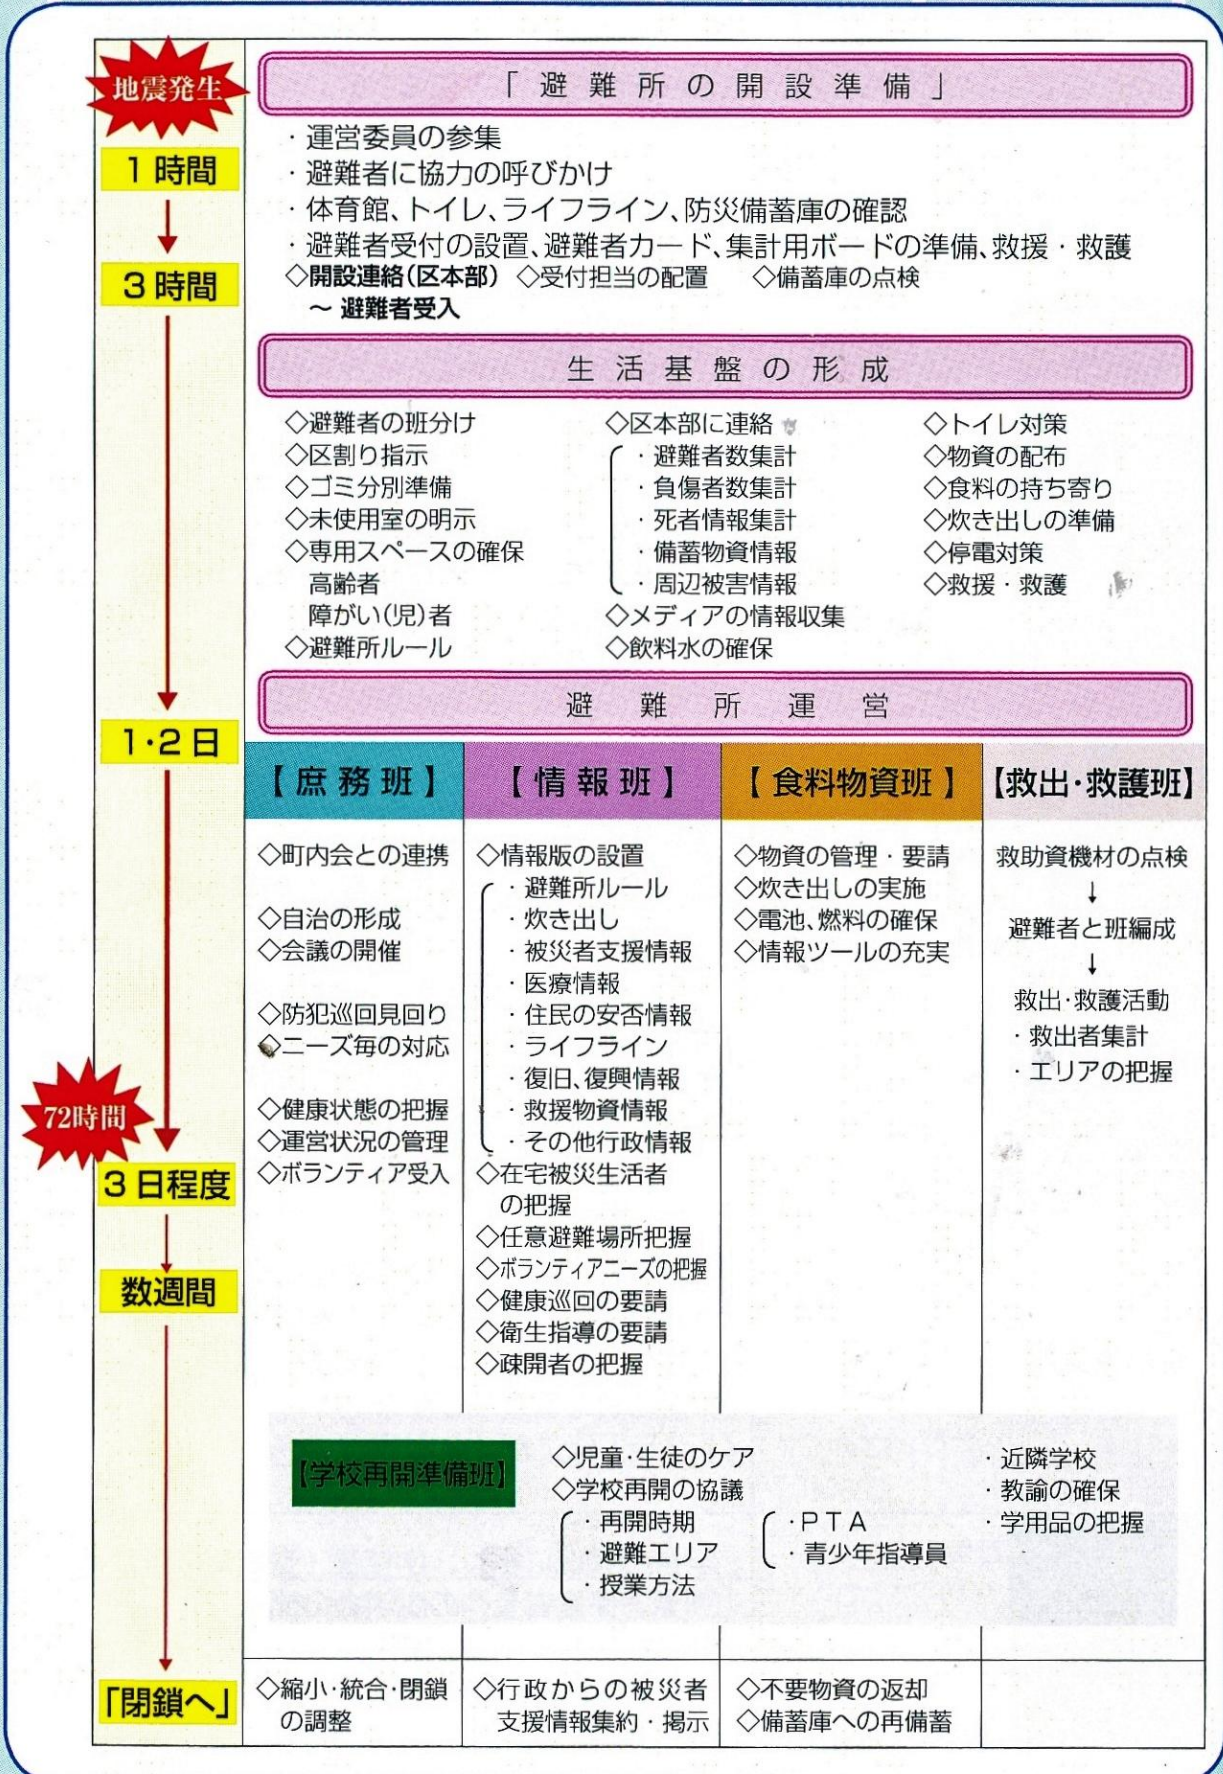 地震発生
「避難所の開設準備」
・運営委員の参集
1時間
・避難者に協力の呼びかけ
・体育館、トイレ、ライフライン、防災備蓄庫の確認
・避難者受付の設置、避難者カード、集計用ボードの準備、救援・救護
3時間
◇開設連絡(区本部) ◇受付担当の配置 ◇備蓄庫の点検
～ 避難者受入
生活基盤の形成
◇避難者の班分け
◇区割り指示
◇ゴミ分別準備
◇未使用室の明示
◇専用スペースの確保
高齢者
障がい(児)者
◇避難所ルール
◇区本部に連絡
・避難者数集計
・負傷者数集計
・死者情報集計
・備蓄物資情報
・周辺被害情報
◇メディアの情報収集
◇飲料水の確保
◇トイレ対策
◇物資の配布
◇食料の持ち寄り
◇炊き出しの準備
◇停電対策
◇救援・救護
避難所運営
1・2日
【庶務班】
◇町内会との連携
◇自治の形成
◇会議の開催
◇防犯巡回見回り
◇ニーズ毎の対応
◇健康状態の把握
◇運営状況の管理
◇ボランティア受入
【情報班】
◇情報版の設置
・避難所ルール
・炊き出し
・被災者支援情報
・医療情報
・住民の安否情報
・ライフライン
・復旧、復興情報
・救援物資情報
・その他行政情報
◇在宅被災生活者
の把握
◇任意避難場所把握
◇ボランティアニーズの把握
◇健康巡回の要請
◇衛生指導の要請
◇疎開者の把握
【食料物資班】
◇物資の管理・要請
◇炊き出しの実施
◇電池、燃料の確保
◇情報ツールの充実
【救出・救護班】
救助資機材の点検
↓
避難者と班編成
↓
救出・救護活動
・救出者集計
・エリアの把握
72時間
3日程度
数週間
【学校再開準備班】
◇児童・生徒のケア
◇学校再開の協議
・再開時期
・避難エリア
・授業方法
・PTA
・青少年指導員
・近隣学校
・教諭の確保
・学用品の把握
「閉鎖へ」
◇縮小・統合・閉鎖
の調整
◇行政からの被災者
支援情報集約・掲示
◇不要物資の返却
◇備蓄庫への再備蓄